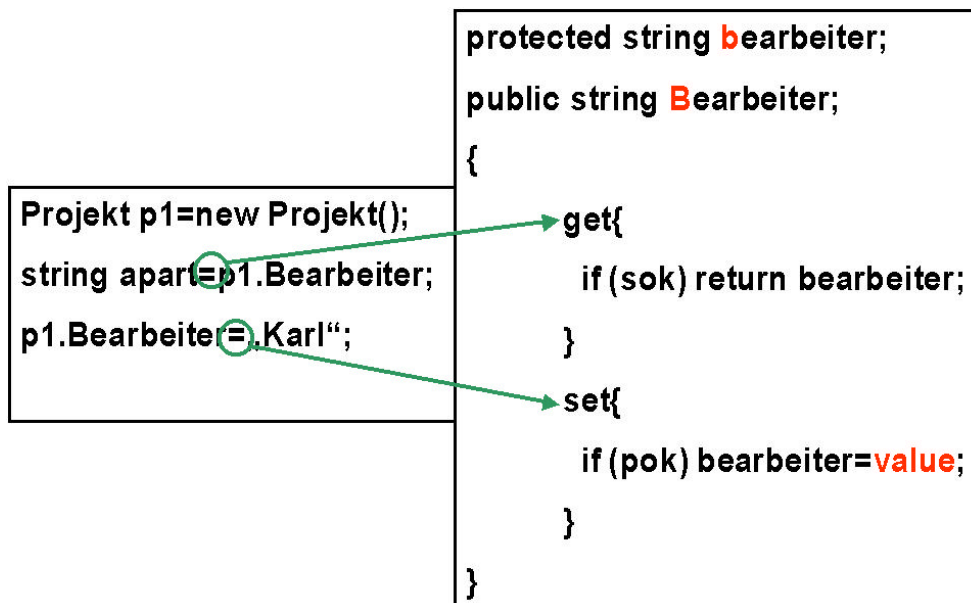 Projekt p1=new Projekt();
string apart=p1.Bearbeiter;
p1.Bearbeiter=„Karl“;
protected string bearbeiter;
public string Bearbeiter;
{
get{
if (sok) return bearbeiter;
}
set{
if (pok) bearbeiter=value;
}
}